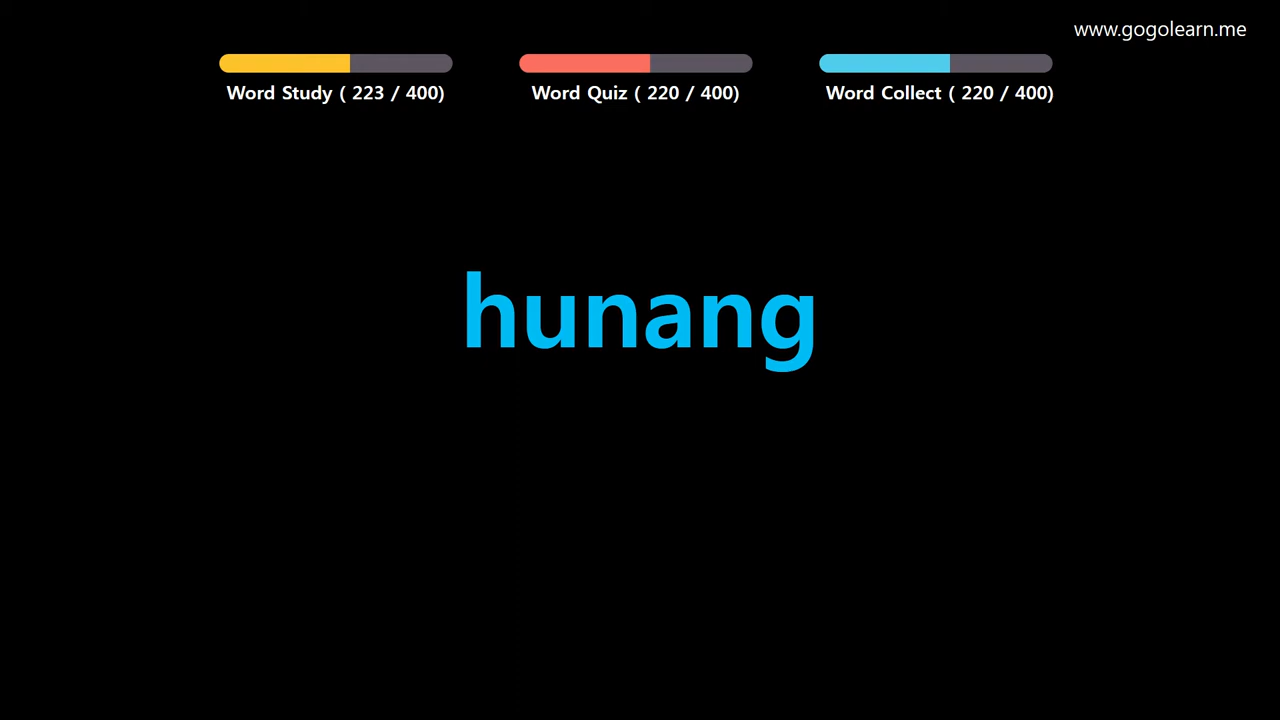 www.gogolearn.me
Word Study ( 223 / 400)
Word Quiz ( 220 / 400)
Word Collect ( 220 / 400)
hunang